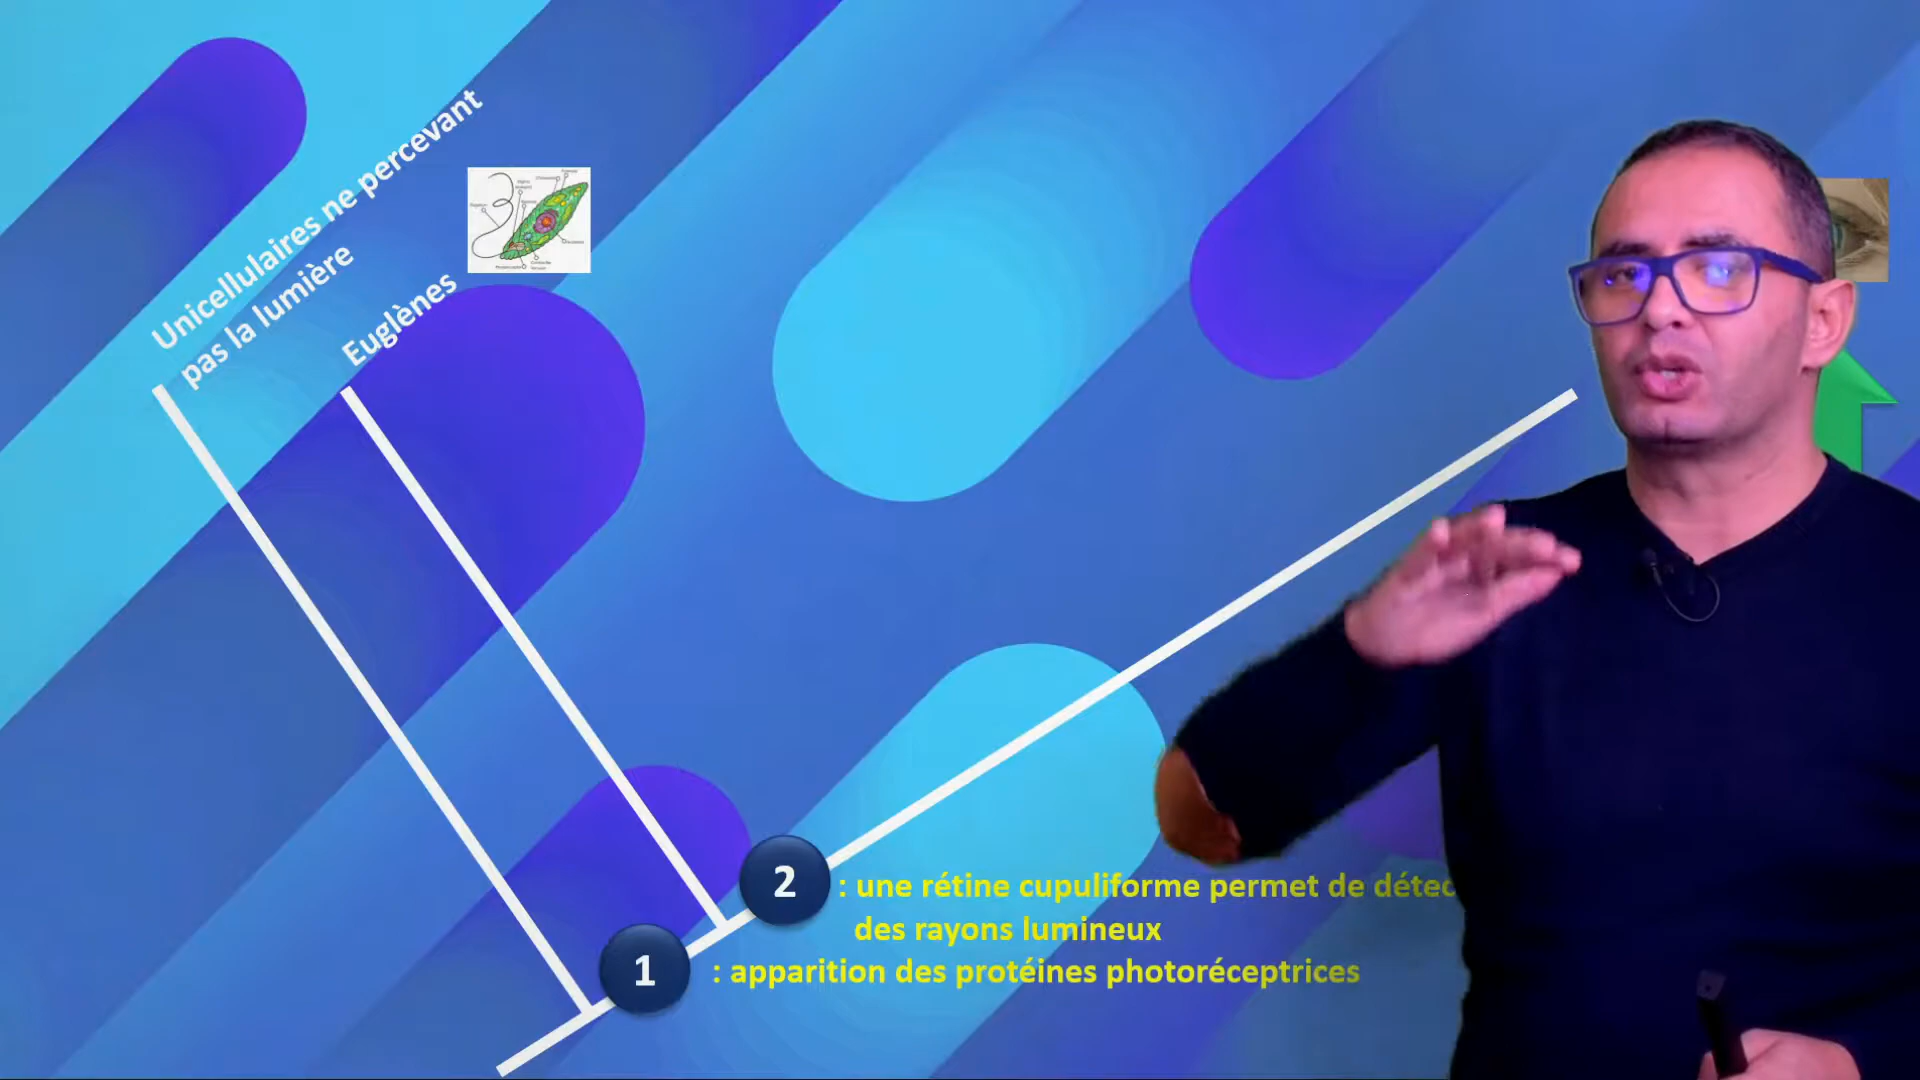 Unicellulaires ne percevant
pas la lumière
Euglènes
2
: une rétine cupuliforme permet de
des rayons lumineux
1
: apparition des protéines photoréceptrices